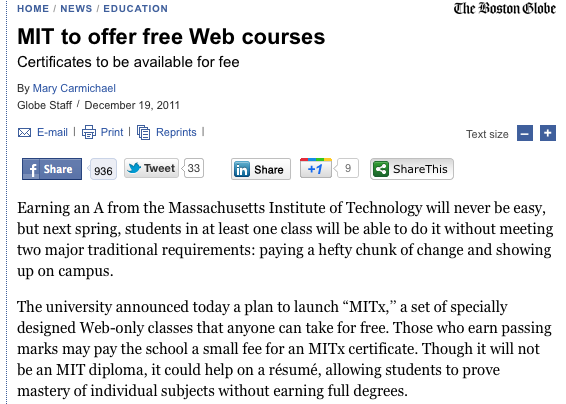 HOME / NEWS / EDUCATION
The Boston Globe
MIT to offer free Web courses
Certificates to be available for fee
By Mary Carmichael
Globe Staff / December 19, 2011
E-mail | Print | Reprints |
Text size – +
f Share 936 Tweet 33 in Share +1 9 ShareThis
Earning an A from the Massachusetts Institute of Technology will never be easy,
but next spring, students in at least one class will be able to do it without meeting
two major traditional requirements: paying a hefty chunk of change and showing
up on campus.
The university announced today a plan to launch “MITx,’’ a set of specially
designed Web-only classes that anyone can take for free. Those who earn passing
marks may pay the school a small fee for an MITx certificate. Though it will not
be an MIT diploma, it could help on a résumé, allowing students to prove
mastery of individual subjects without earning full degrees.